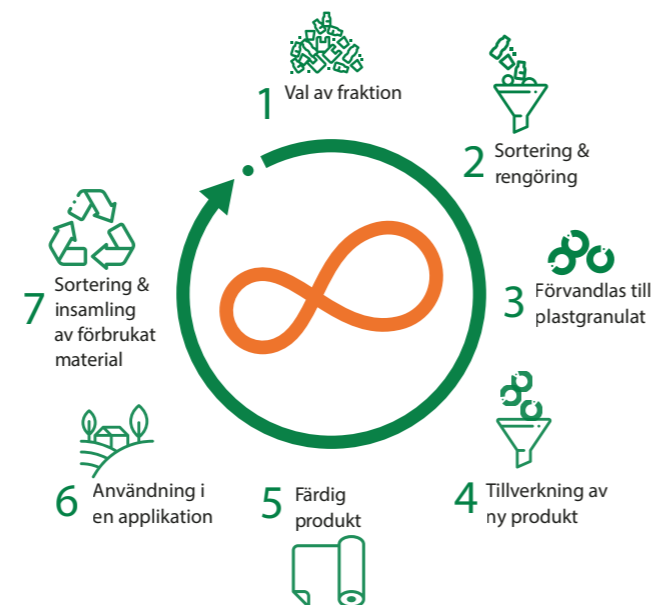 1 Val av fraktion
2 Sortering &
rengöring
3 Förvandlas till
plastgranulat
4 Tillverkning av
ny produkt
5 Färdig
produkt
6 Användning i
en applikation
7 Sortering &
insamling
av förbrukat
material